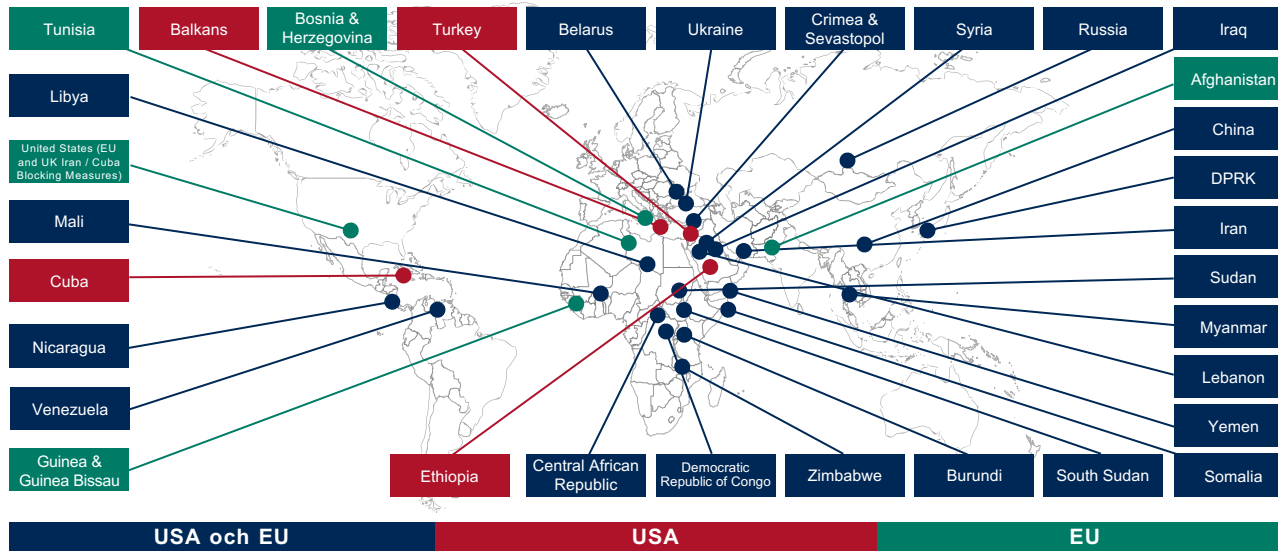 Tunisia
Balkans
Bosnia &
Herzegovina
Turkey
Belarus
Ukraine
Crimea &
Sevastopol
Syria
Russia
Iraq
Libya
Afghanistan
United States (EU
and UK Iran / Cuba
Blocking Measures)
China
DPRK
Mali
Iran
Cuba
Sudan
Nicaragua
Myanmar
Venezuela
Lebanon
Yemen
Guinea &
Guinea Bissau
Ethiopia
Central African
Republic
Democratic
Republic of Congo
Zimbabwe
Burundi
South Sudan
Somalia
USA och EU
USA
EU